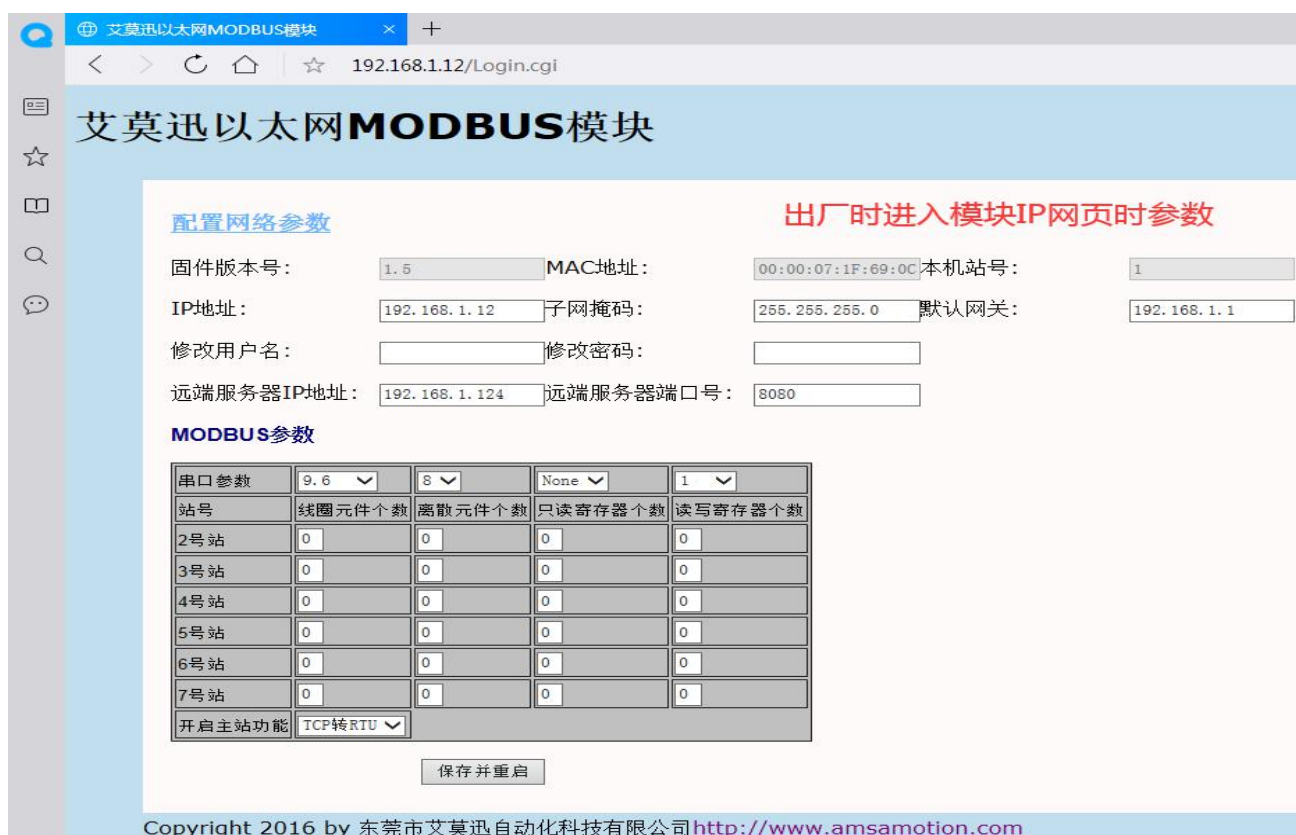 艾莫迅以太网MODBUS模块
192.168.1.12/Login.cgi
艾莫迅以太网MODBUS模块
配置网络参数 出厂时进入模块IP网页时参数
固件版本号: 1.5 MAC地址: 00:00:07:1F:69:0C 本机站号: 1
IP地址: 192.168.1.12 子网掩码: 255.255.255.0 默认网关: 192.168.1.1
修改用户名: 修改密码:
远端服务器IP地址: 192.168.1.124 远端服务器端口号: 8080
MODBUS参数
串口参数 9.6 8 None 1
站号 线圈元件个数 离散元件个数 只读寄存器个数 读写寄存器个数
2号站 0 0 0 0
3号站 0 0 0 0
4号站 0 0 0 0
5号站 0 0 0 0
6号站 0 0 0 0
7号站 0 0 0 0
开启主站功能 TCP转RTU
保存并重启
Copyright 2016 by 东莞市艾莫迅自动化科技有限公司http://www.amsamotion.com